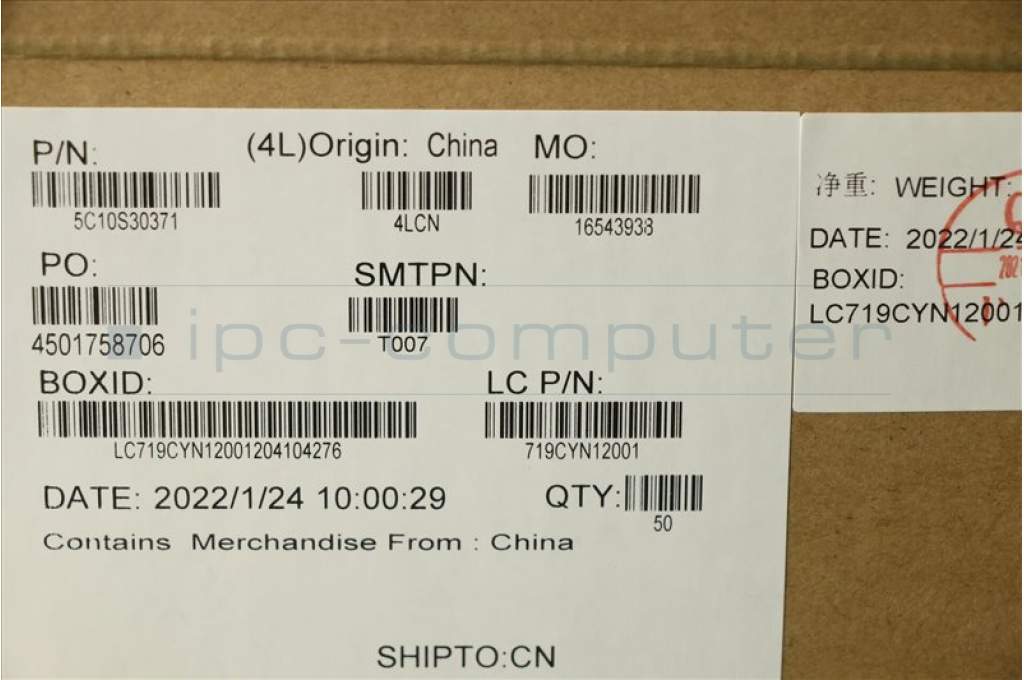 P/N:
(4L)Origin: China
MO:
5C10S30371
4LCN
16543938
PO:
SMTPN:
4501758706
T007
BOXID:
LC P/N:
LC719CYN12001204104276
719CYN12001
DATE: 2022/1/24 10:00:29
QTY:
50
Contains Merchandise From : China
SHIPTO:CN
净重: WEIGHT:
DATE: 2022/1/24
BOXID:
LC719CYN12001
ipc-computer